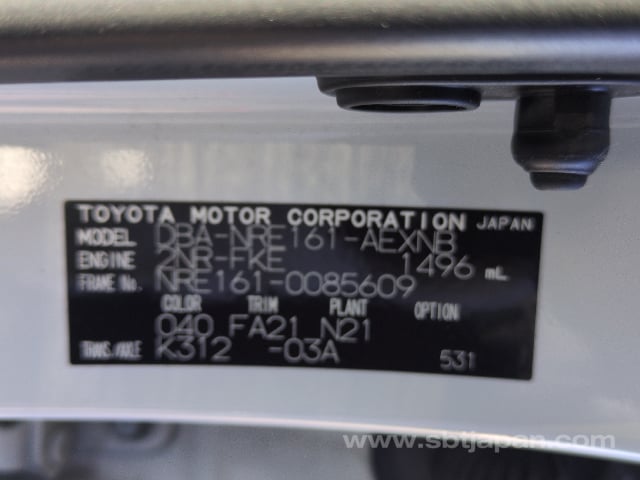 TOYOTA MOTOR CORPORATION JAPAN
MODEL DBA-NRE161-AEXNB
ENGINE 2NR-FKE 1496 mL
FRAME No. NRE161-0085609
COLOR TRIM PLANT OPTION
040 FA21 N21
TRANS./AXLE K312 -03A 531
www.sbtjapan.com